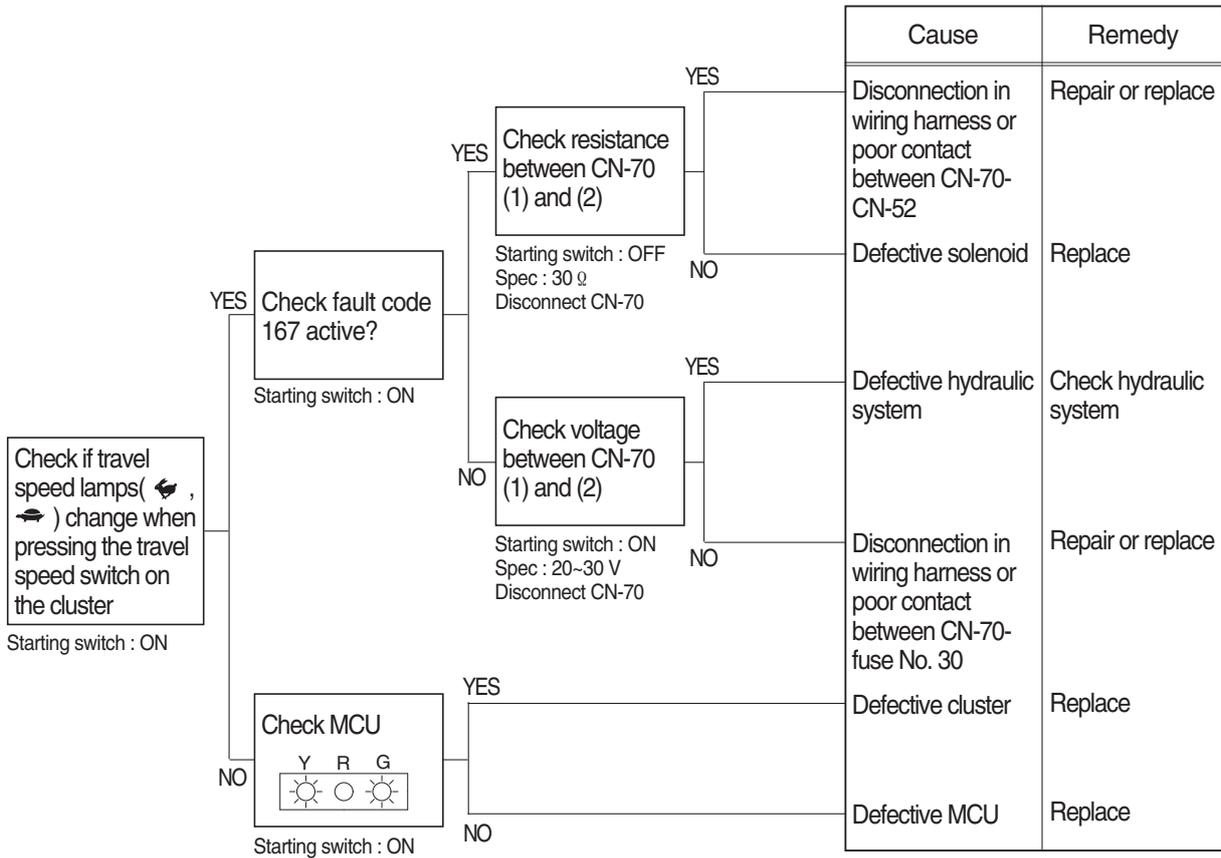 Cause
Remedy
YES
Disconnection in
wiring harness or
poor contact
between CN-70-
CN-52
Repair or replace
YES
Check resistance
between CN-70
(1) and (2)
Starting switch : OFF
Spec : 30 Ω
Disconnect CN-70
NO
Defective solenoid
Replace
YES
Check fault code
167 active?
Starting switch : ON
YES
Defective hydraulic
system
Check hydraulic
system
NO
Check voltage
between CN-70
(1) and (2)
Starting switch : ON
Spec : 20~30 V
Disconnect CN-70
NO
Disconnection in
wiring harness or
poor contact
between CN-70-
fuse No. 30
Repair or replace
Check if travel
speed lamps( ,
) change when
pressing the travel
speed switch on
the cluster
Starting switch : ON
NO
Check MCU
Y R G
Starting switch : ON
YES
Defective cluster
Replace
NO
Defective MCU
Replace